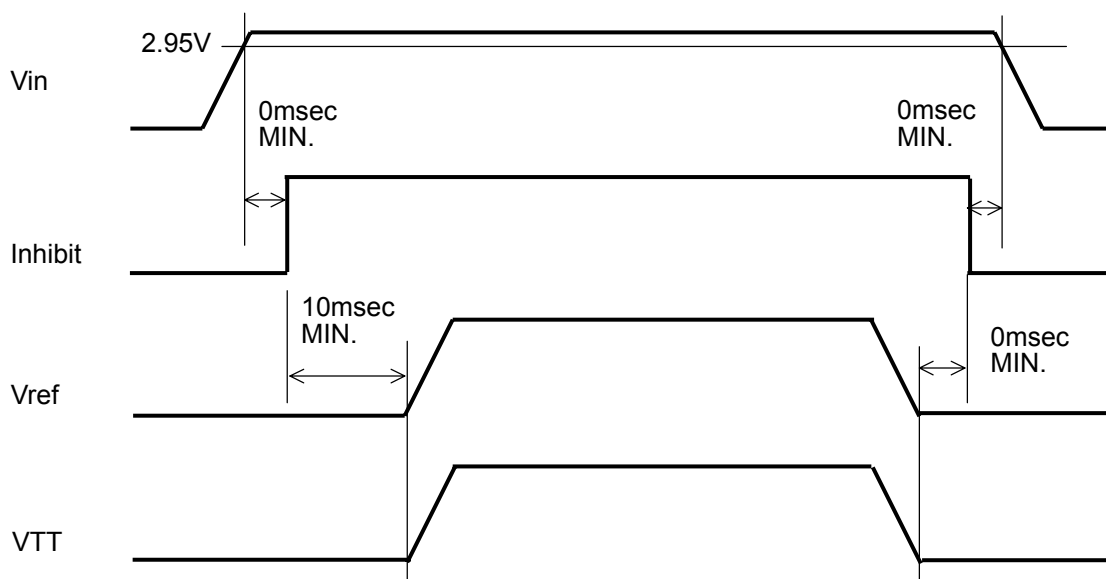 2.95V
Vin
0msec
MIN.
0msec
MIN.
Inhibit
10msec
MIN.
0msec
MIN.
Vref
VTT